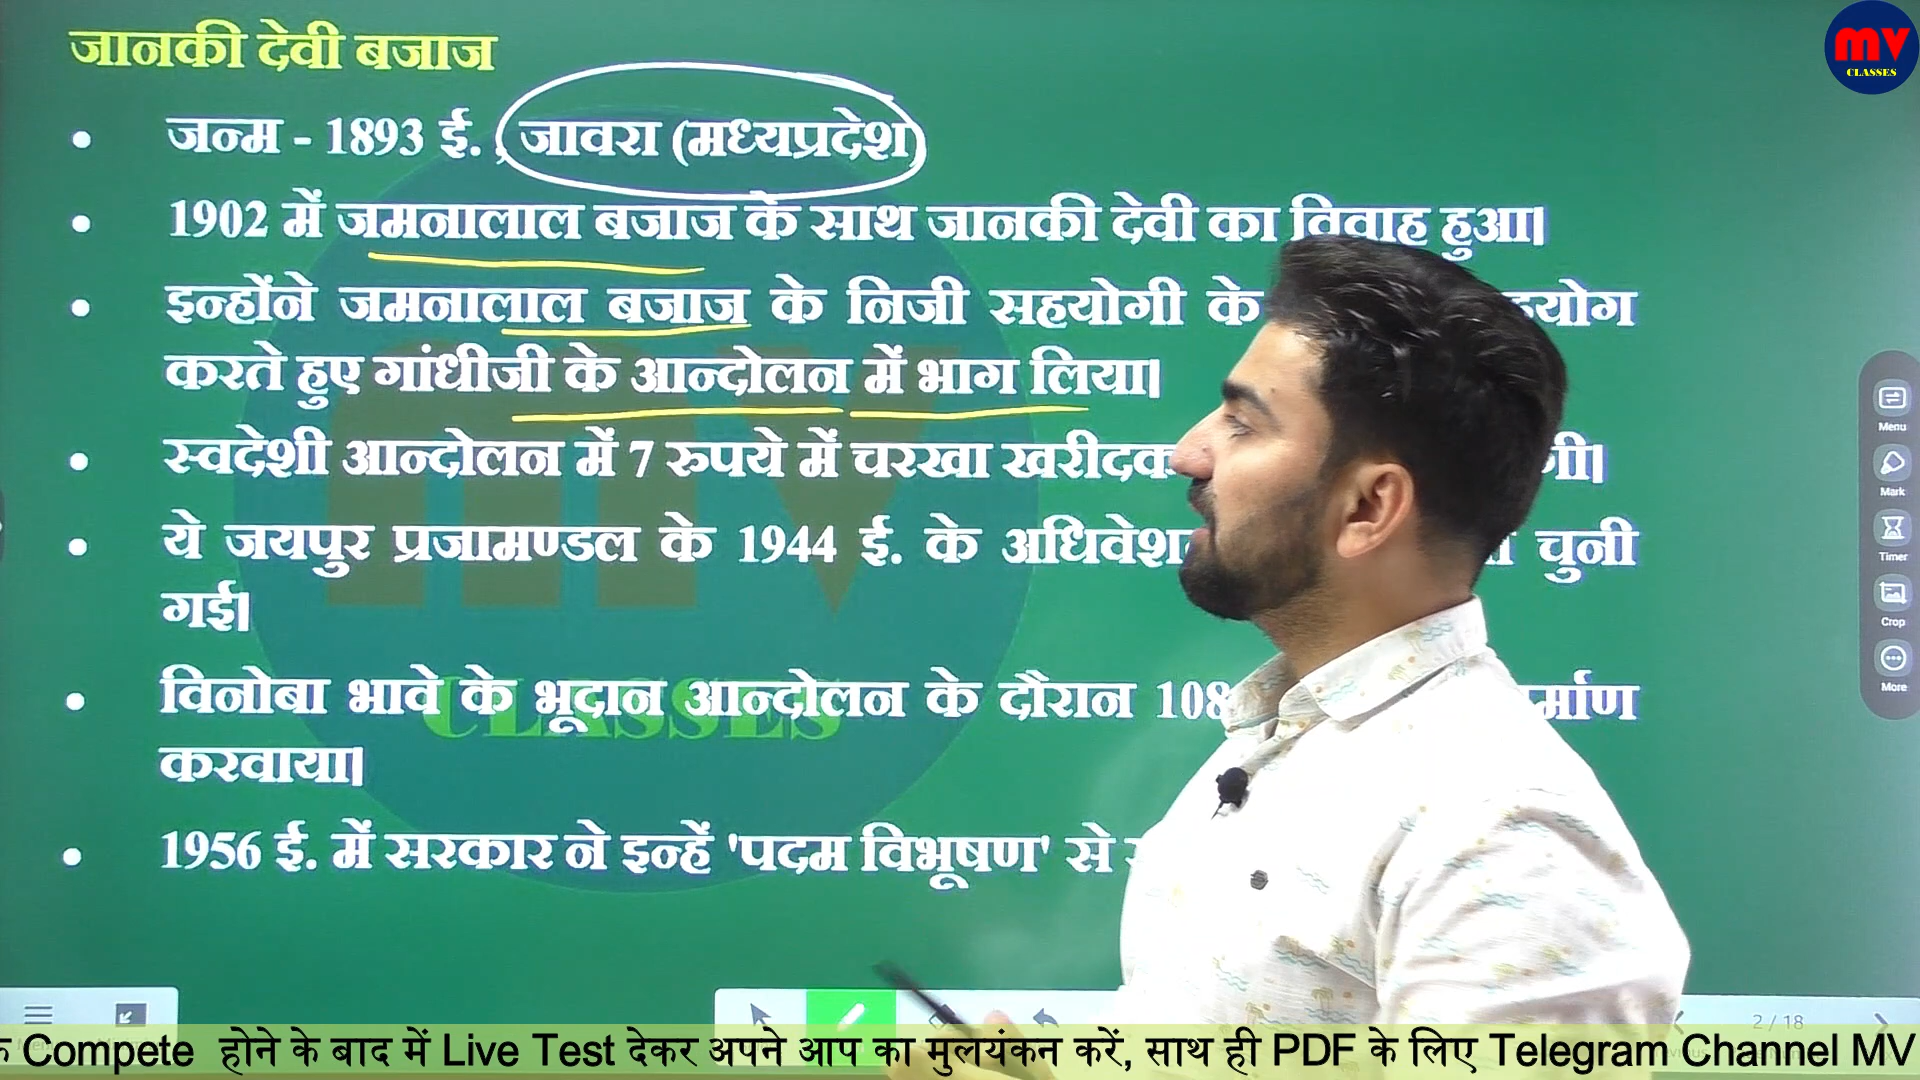 जानकी देवी बजाज
mv
CLASSES
• जन्म - 1893 ई. , जावरा (मध्यप्रदेश)
• 1902 में जमनालाल बजाज के साथ जानकी देवी का विवाह हुआ।
• इन्होंने जमनालाल बजाज के निजी सहयोगी के
करते हुए गांधीजी के आन्दोलन में भाग लिया।
• स्वदेशी आन्दोलन में 7 रुपये में चरखा
• ये जयपुर प्रजामण्डल के 1944 ई. के चुनी
गई।
• विनोबा भावे के भूदान आन्दोलन के दौरान 108
करवाया।
• 1956 ई. में सरकार ने इन्हें 'पदम विभूषण' से
mv
CLASSES
Menu
Mark
Timer
Crop
More
2 / 18
Compete होने के बाद में Live Test देकर अपने आप का मुलयंकन करें, साथ ही PDF के लिए Telegram Channel MV